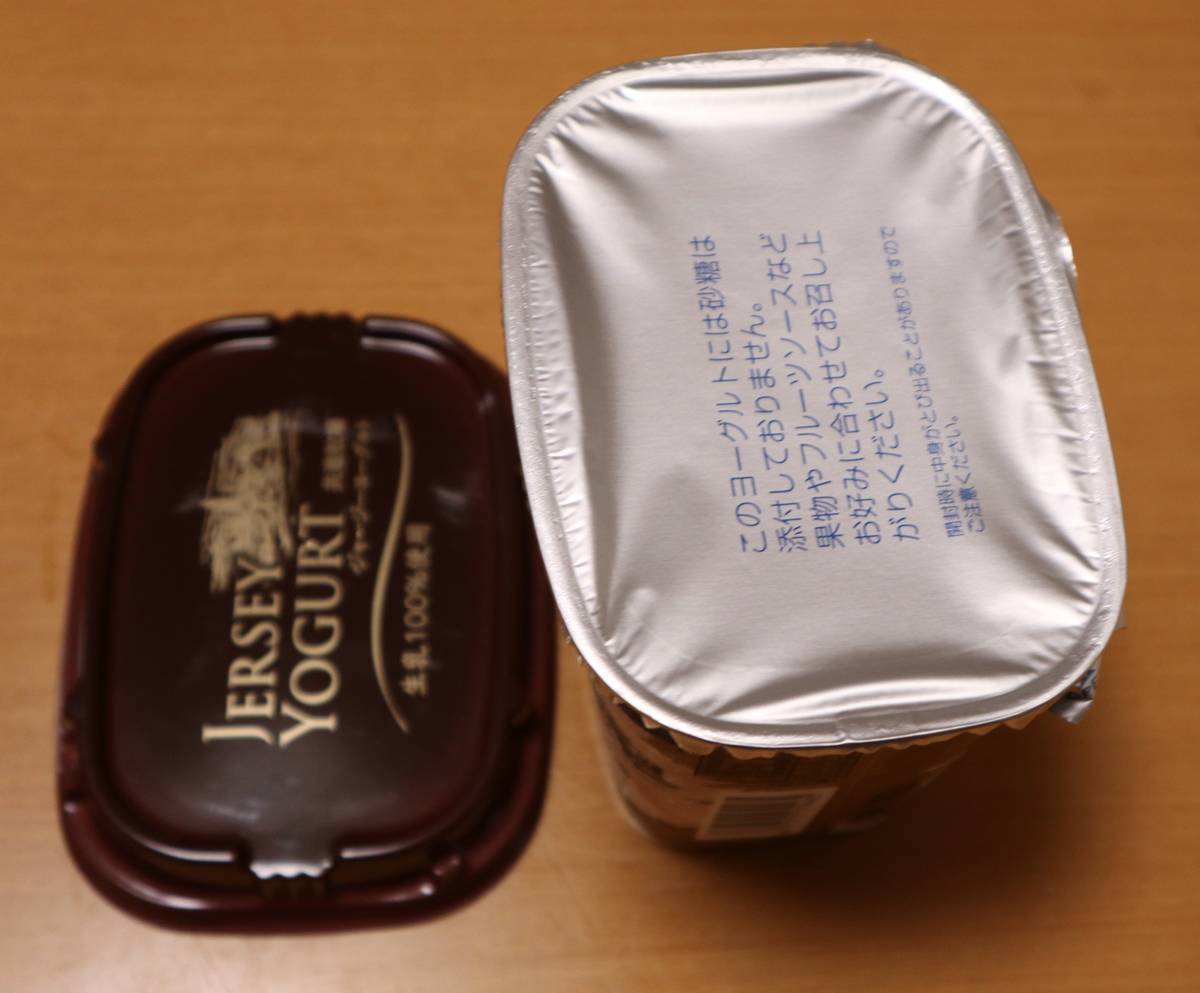 JERSEY
YOGURT
ジャージーヨーグルト
生乳100%使用
このヨーグルトには砂糖は
添付しておりません。
果物やフルーツソースなど
お好みに合わせてお召し上
がりください。
開封時に中身がとび出ることがありますので
ご注意ください。